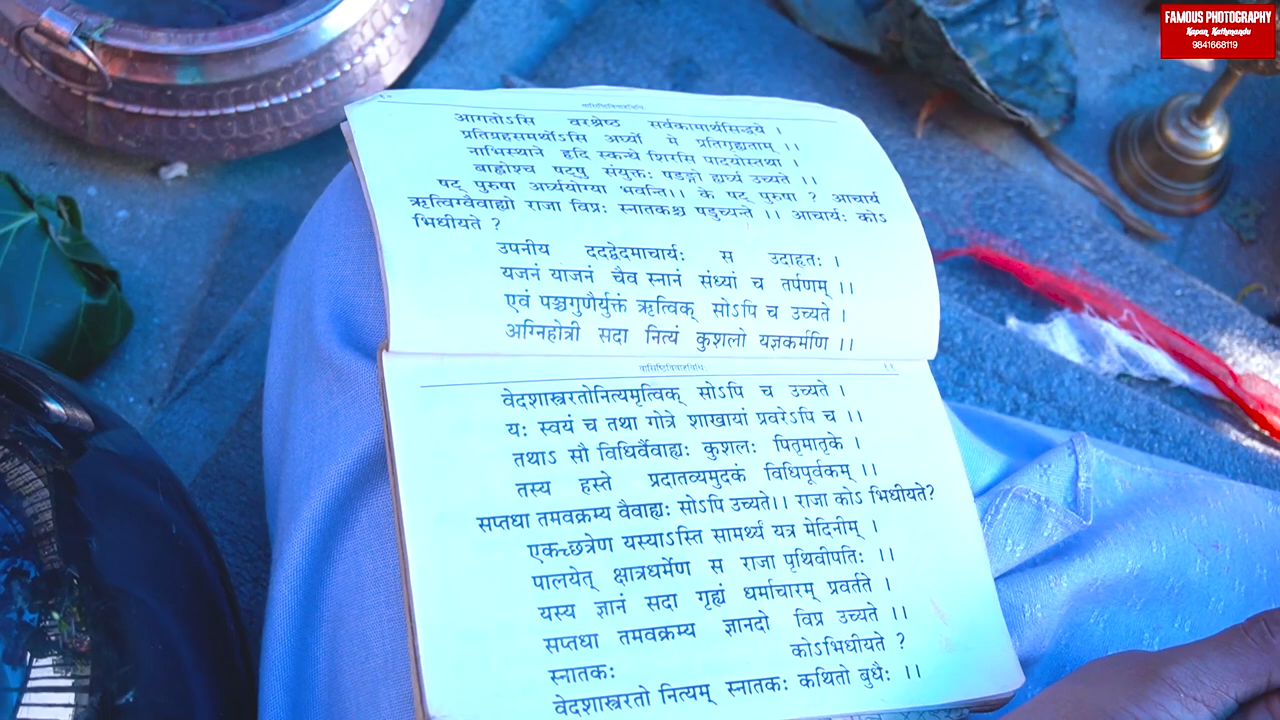 FAMOUS PHOTOGRAPHY
Kapan Kathmandu
9841668119
आगतोऽसि वरश्रेष्ठ सर्वकामार्थसिद्धये ।
प्रतिग्रहसमर्थोऽसि अर्घ्यो मे प्रतिगृह्यताम् ।।
नाभिस्थाने हृदि स्कन्धे शिरसि पादयोस्तथा ।
बाह्वोश्च षट्षु संयुक्तः षडङ्गो ह्यर्घ्य उच्यते ।।
षट् पुरुषा अर्घ्ययोग्या भवन्ति।। के षट् पुरुषा ? आचार्य
ऋत्विग्वैवाह्यो राजा विप्रः स्नातकश्च षडुच्यन्ते ।। आचार्यः कोऽ
भिधीयते ?
उपनीय ददद्वेदमाचार्यः स उदाहृतः ।
यजनं याजनं चैव स्नानं संध्यां च तर्पणम् ।।
एवं पञ्चगुणैर्युक्तं ऋत्विक् सोऽपि च उच्यते ।
अग्निहोत्री सदा नित्यं कुशलो यज्ञकर्मणि ।।
११
वेदशास्त्ररतोनित्यमृत्विक् सोऽपि च उच्यते ।
यः स्वयं च तथा गोत्रे शाखायां प्रवरेऽपि च ।।
तथाऽ सौ विधिर्वैवाह्यः कुशलः पितृमातृके ।
तस्य हस्ते प्रदातव्यमुदकं विधिपूर्वकम् ।।
सप्तधा तमवक्रम्य वैवाह्यः सोऽपि उच्यते।। राजा कोऽ भिधीयते?
एकच्छत्रेण यस्याऽस्ति सामर्थ्यं यत्र मेदिनीम् ।
पालयेत् क्षात्रधर्मेण स राजा पृथिवीपतिः ।।
यस्य ज्ञानं सदा गृह्यं धर्माचारम् प्रवर्तते ।
सप्तधा तमवक्रम्य ज्ञानदो विप्र उच्यते ।।
स्नातकः कोऽभिधीयते ?
वेदशास्त्ररतो नित्यम् स्नातकः कथितो बुधैः ।।